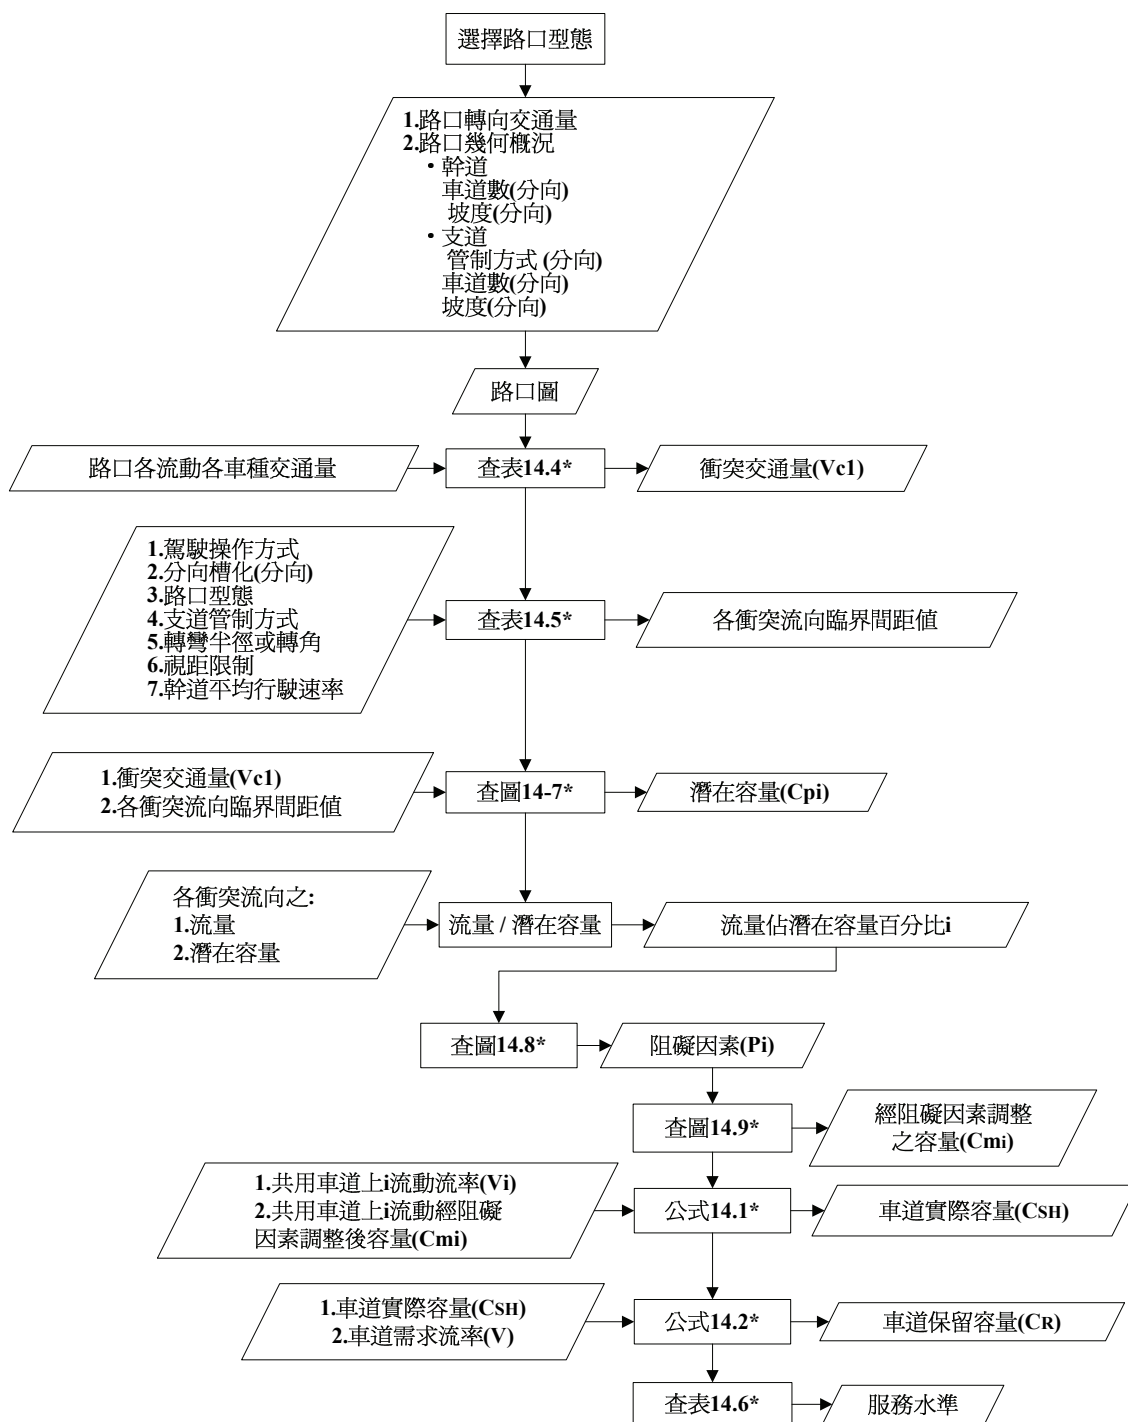 選擇路口型態
1.路口轉向交通量
2.路口幾何概況
・幹道
車道數(分向)
坡度(分向)
・支道
管制方式 (分向)
車道數(分向)
坡度(分向)
路口圖
路口各流動各車種交通量
查表14.4*
衝突交通量(Vc1)
1.駕駛操作方式
2.分向槽化(分向)
3.路口型態
4.支道管制方式
5.轉彎半徑或轉角
6.視距限制
7.幹道平均行駛速率
查表14.5*
各衝突流向臨界間距值
1.衝突交通量(Vc1)
2.各衝突流向臨界間距值
查圖14-7*
潛在容量(Cpi)
各衝突流向之:
1.流量
2.潛在容量
流量 / 潛在容量
流量佔潛在容量百分比i
查圖14.8*
阻礙因素(Pi)
查圖14.9*
經阻礙因素調整
之容量(Cmi)
1.共用車道上i流動流率(Vi)
2.共用車道上i流動經阻礙
因素調整後容量(Cmi)
公式14.1*
車道實際容量(CSH)
1.車道實際容量(CSH)
2.車道需求流率(V)
公式14.2*
車道保留容量(CR)
查表14.6*
服務水準